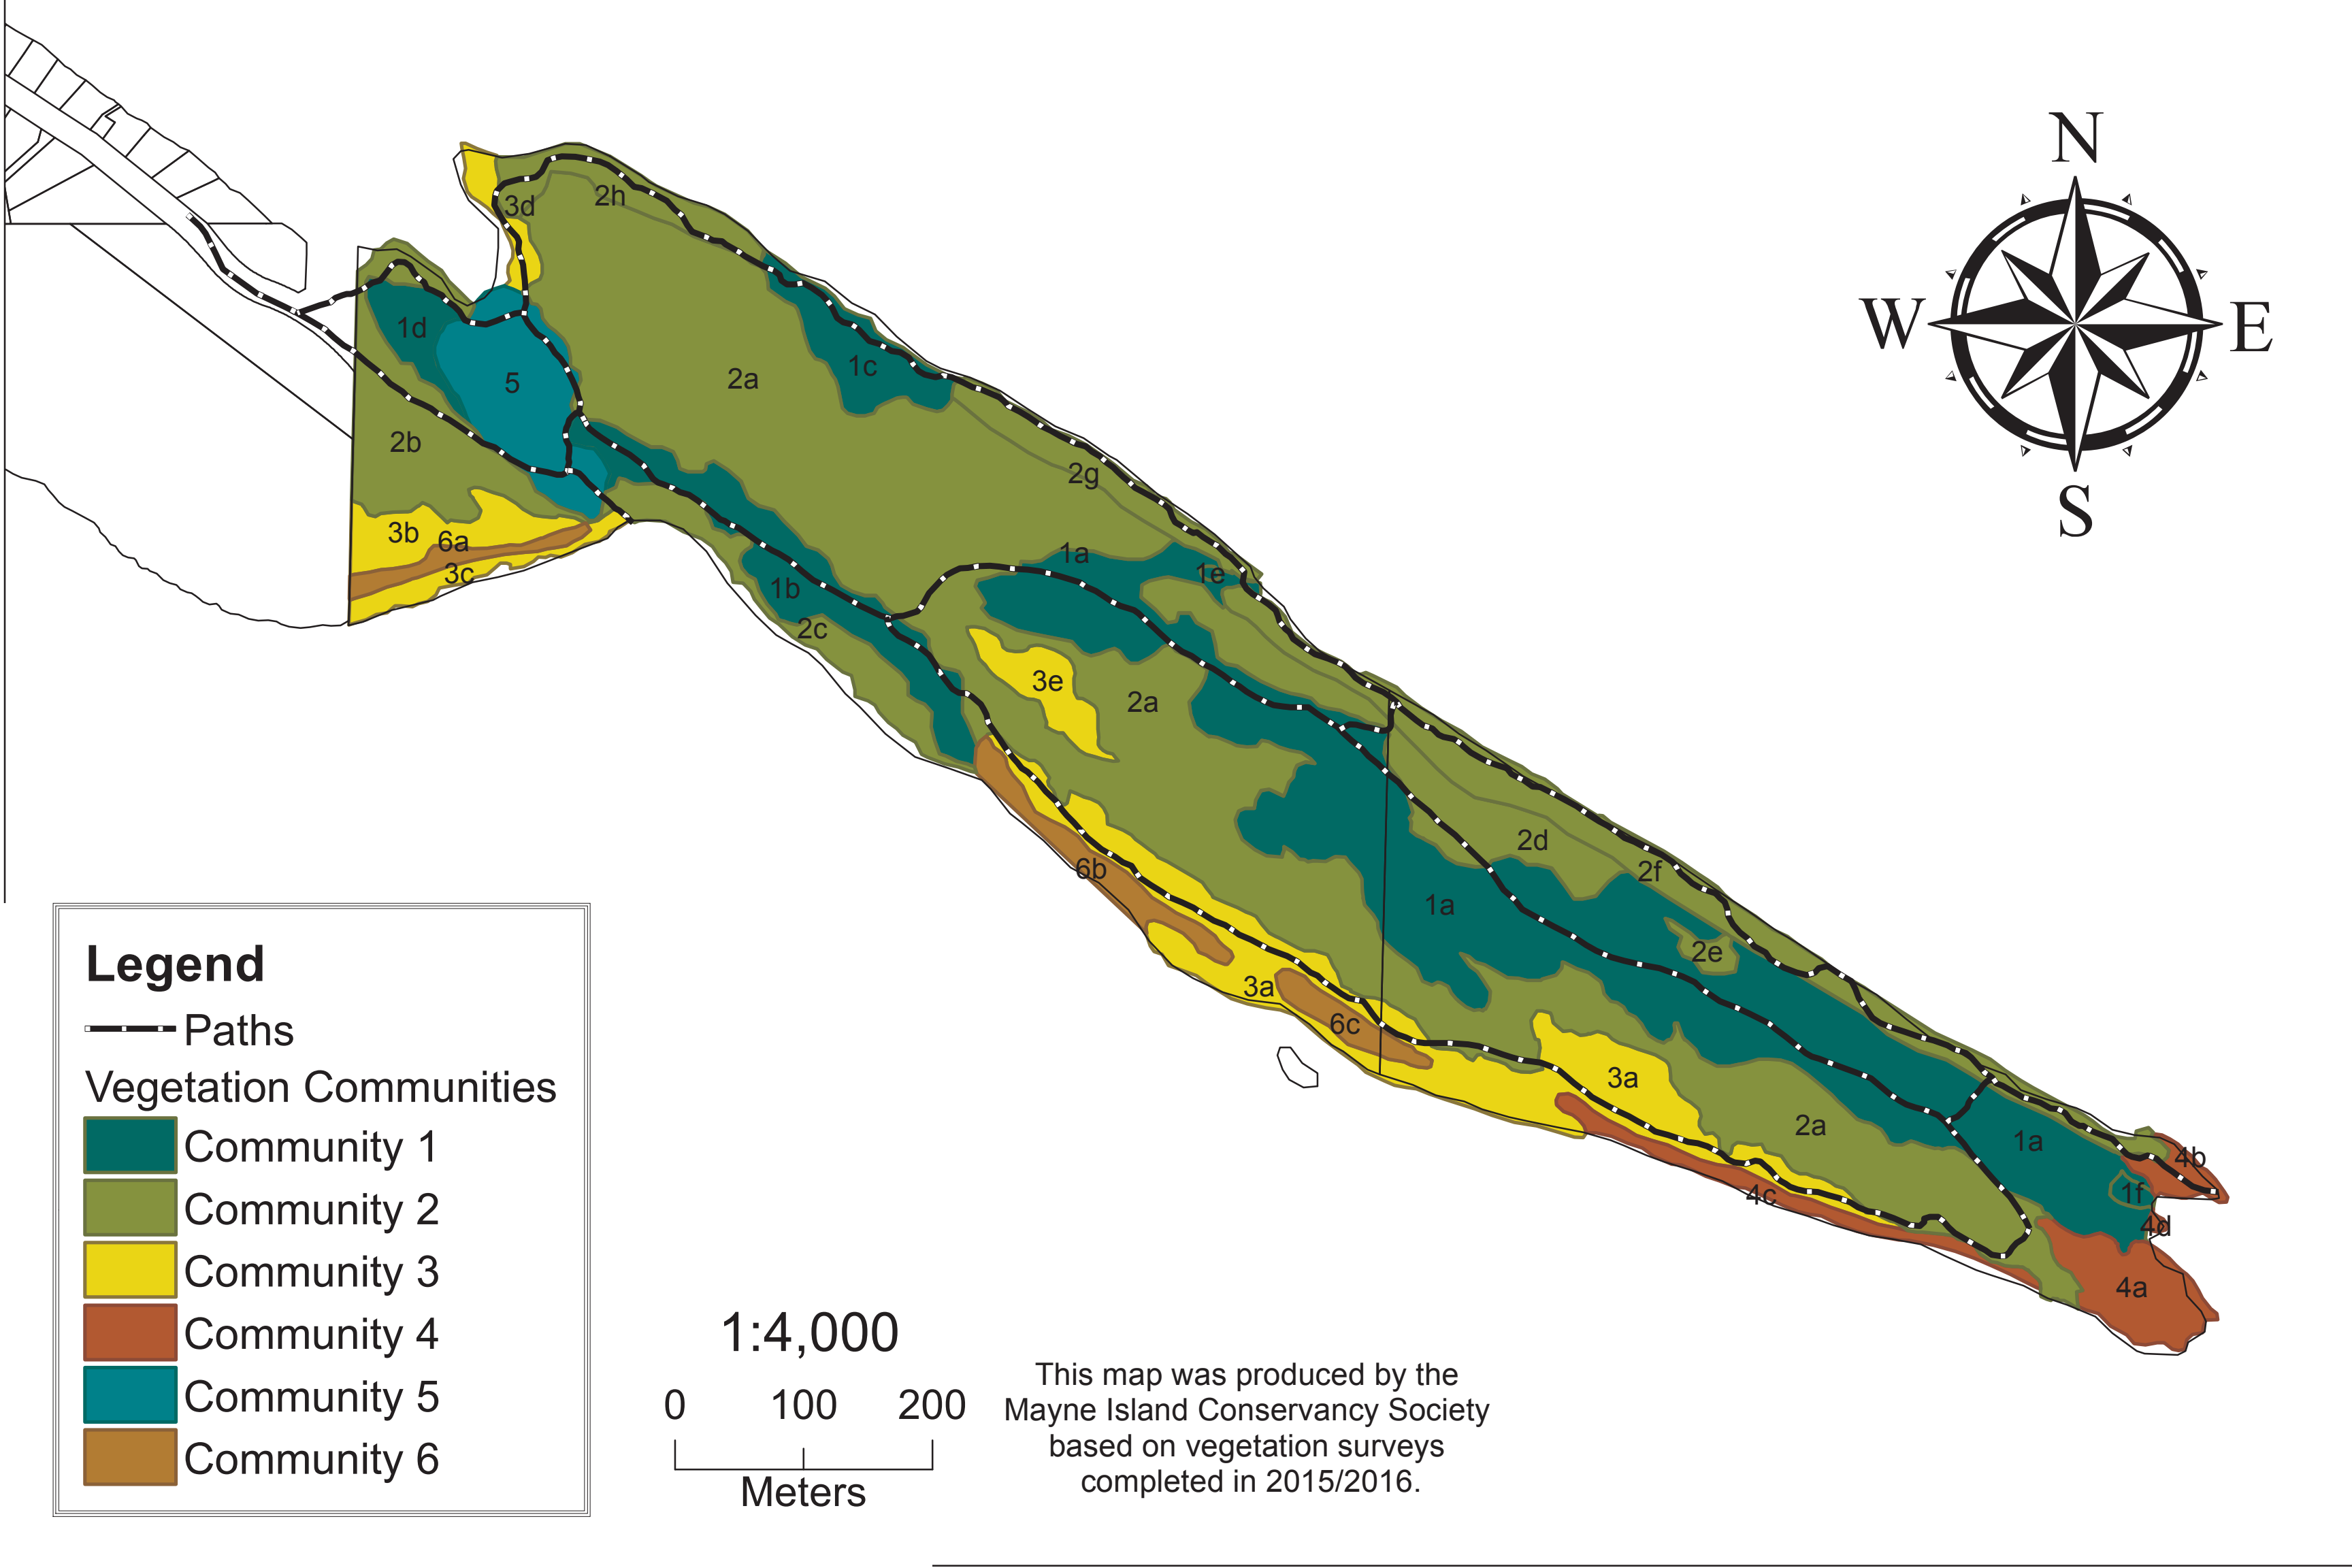 N
W
E
S
3d
2h
1d
1c
5
2a
2b
2g
3b
6a
3c
1a
1e
1b
2c
3e
2a
2d
2f
6b
1a
2e
3a
6c
3a
2a
1a
4b
4c
1f
4d
4a
Legend
Paths
Vegetation Communities
Community 1
Community 2
Community 3
Community 4
Community 5
Community 6
1:4,000
0 100 200
Meters
This map was produced by the
Mayne Island Conservancy Society
based on vegetation surveys
completed in 2015/2016.